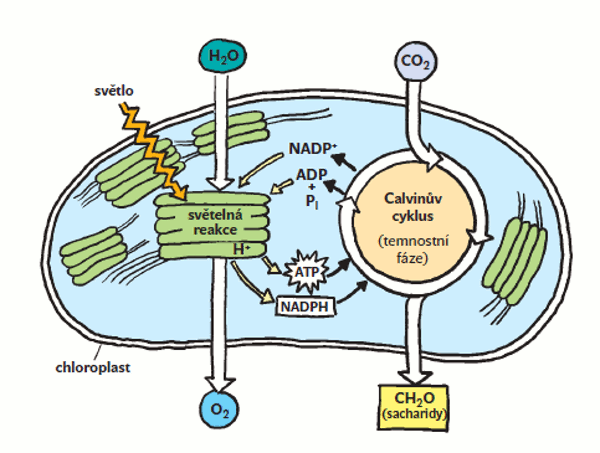 H₂O
CO₂
světlo
NADP⁺
ADP
+
Pᵢ
světelná
reakce
H⁺
Calvinův
cyklus
(temnostní
fáze)
ATP
NADPH
chloroplast
O₂
CH₂O
(sacharidy)